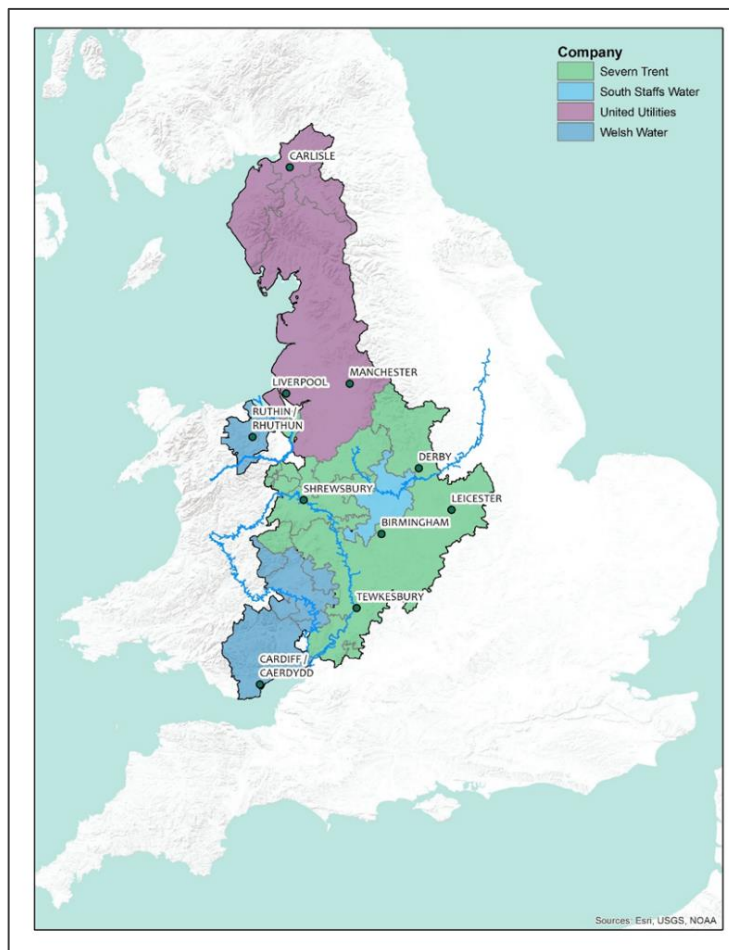 Company
Severn Trent
South Staffs Water
United Utilities
Welsh Water
CARLISLE
MANCHESTER
LIVERPOOL
RUTHIN /
RHUTHUN
DERBY
SHREWSBURY
LEICESTER
BIRMINGHAM
TEWKESBURY
CARDIFF /
CAERDYDD
Sources: Esri, USGS, NOAA